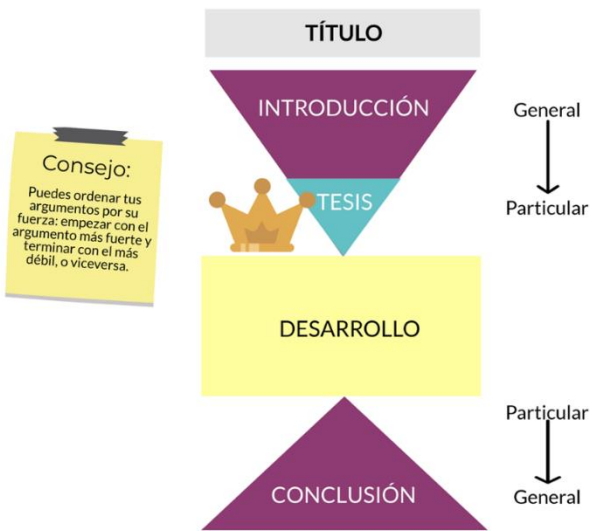 TÍTULO
INTRODUCCIÓN
General
TESIS
Particular
Consejo:
Puedes ordenar tus
argumentos por su
fuerza: empezar con el
argumento más fuerte y
terminar con el más
débil, o viceversa.
DESARROLLO
Particular
CONCLUSIÓN
General